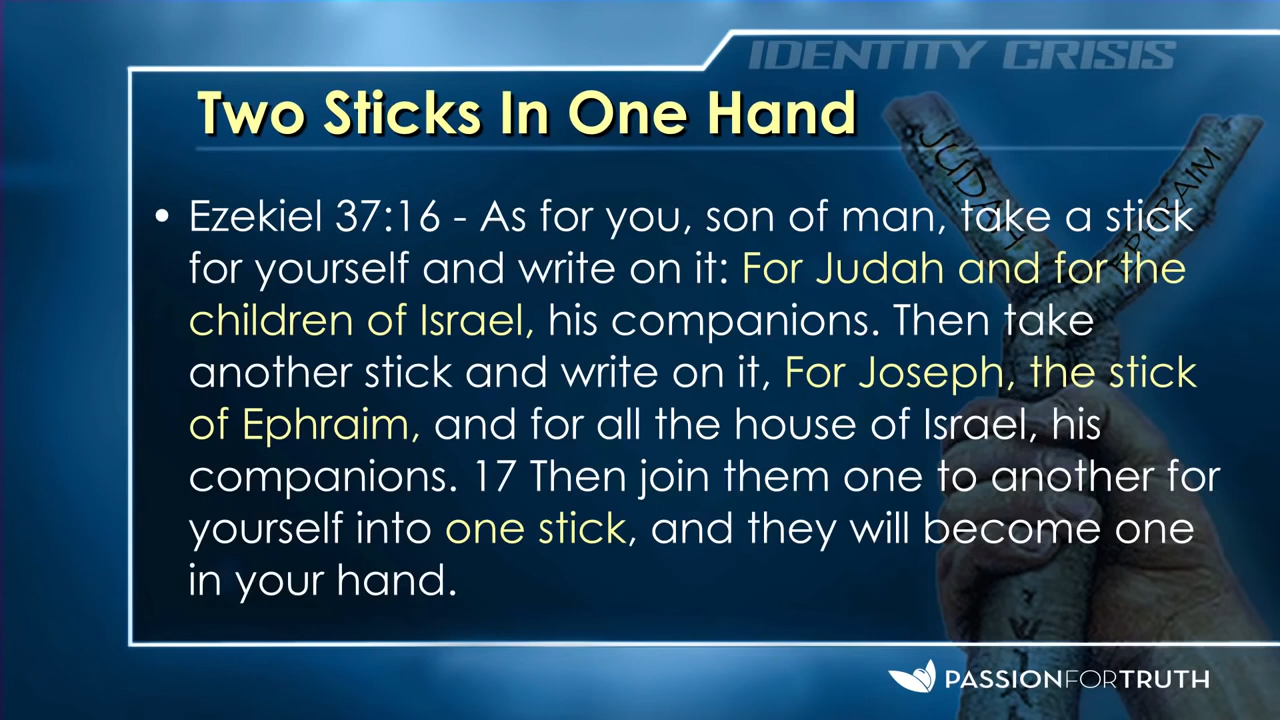 IDENTITY CRISIS
Two Sticks In One Hand
• Ezekiel 37:16 - As for you, son of man, take a stick
for yourself and write on it: For Judah and for the
children of Israel, his companions. Then take
another stick and write on it, For Joseph, the stick
of Ephraim, and for all the house of Israel, his
companions. 17 Then join them one to another for
yourself into one stick, and they will become one
in your hand.
JUDAH
EPHRAIM
PASSIONFORTRUTH